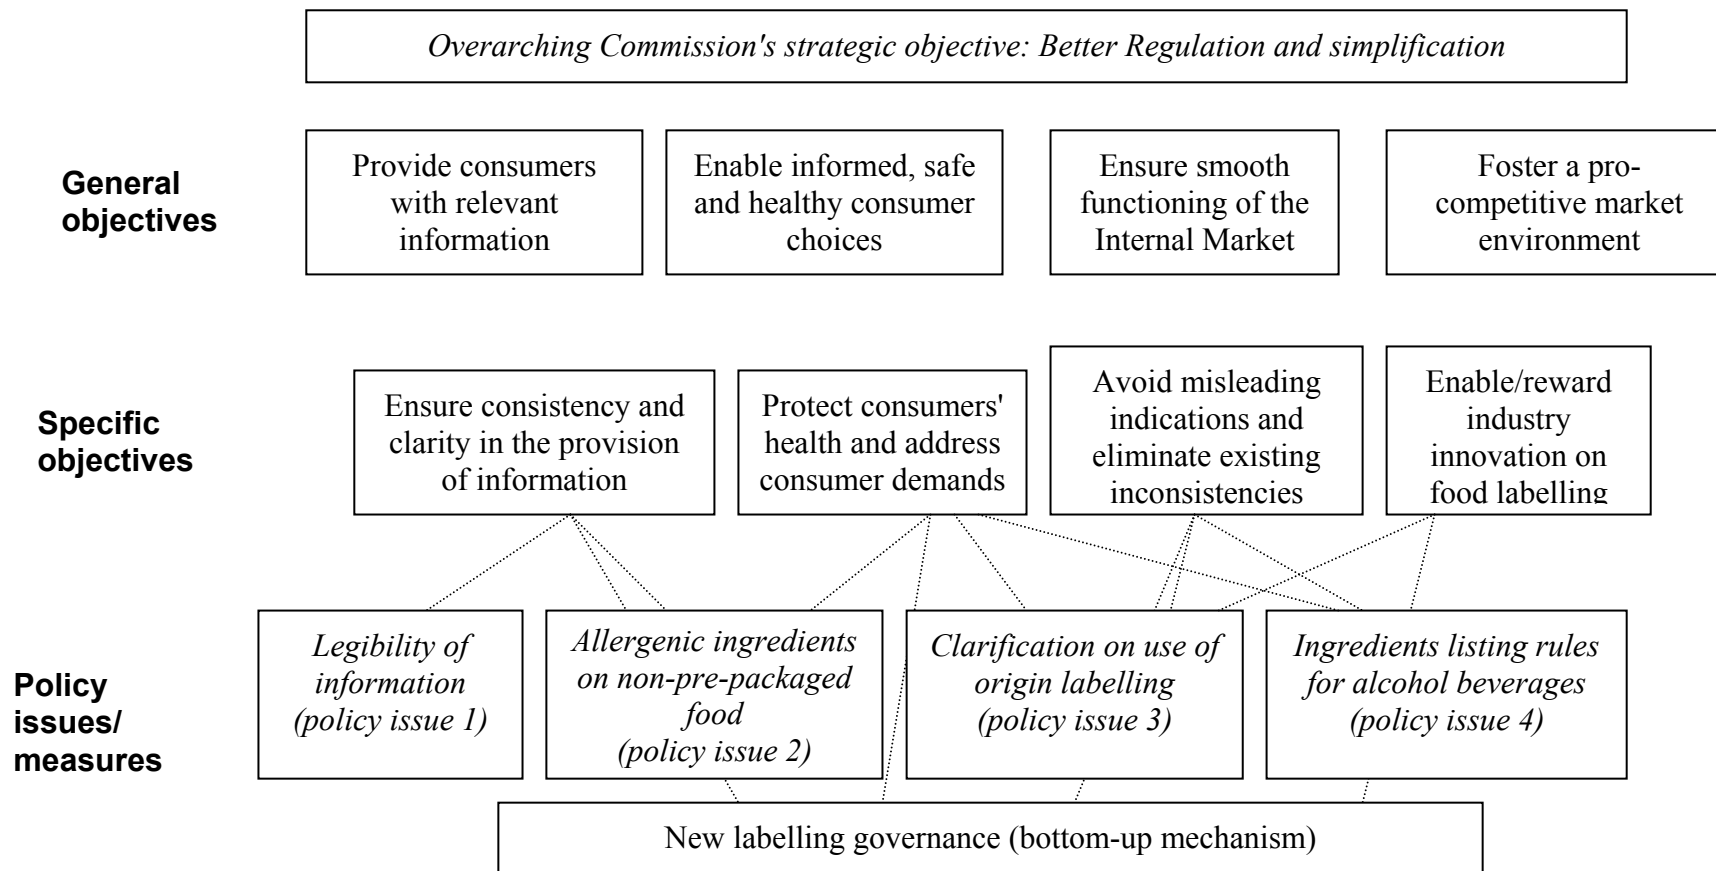 Overarching Commission's strategic objective: Better Regulation and simplification
General
objectives
Provide consumers
with relevant
information
Enable informed, safe
and healthy consumer
choices
Ensure smooth
functioning of the
Internal Market
Foster a pro-
competitive market
environment
Specific
objectives
Ensure consistency and
clarity in the provision
of information
Protect consumers'
health and address
consumer demands
Avoid misleading
indications and
eliminate existing
inconsistencies
Enable/reward
industry
innovation on
food labelling
Policy
issues/
measures
Legibility of
information
(policy issue 1)
Allergenic ingredients
on non-pre-packaged
food
(policy issue 2)
Clarification on use of
origin labelling
(policy issue 3)
Ingredients listing rules
for alcohol beverages
(policy issue 4)
New labelling governance (bottom-up mechanism)